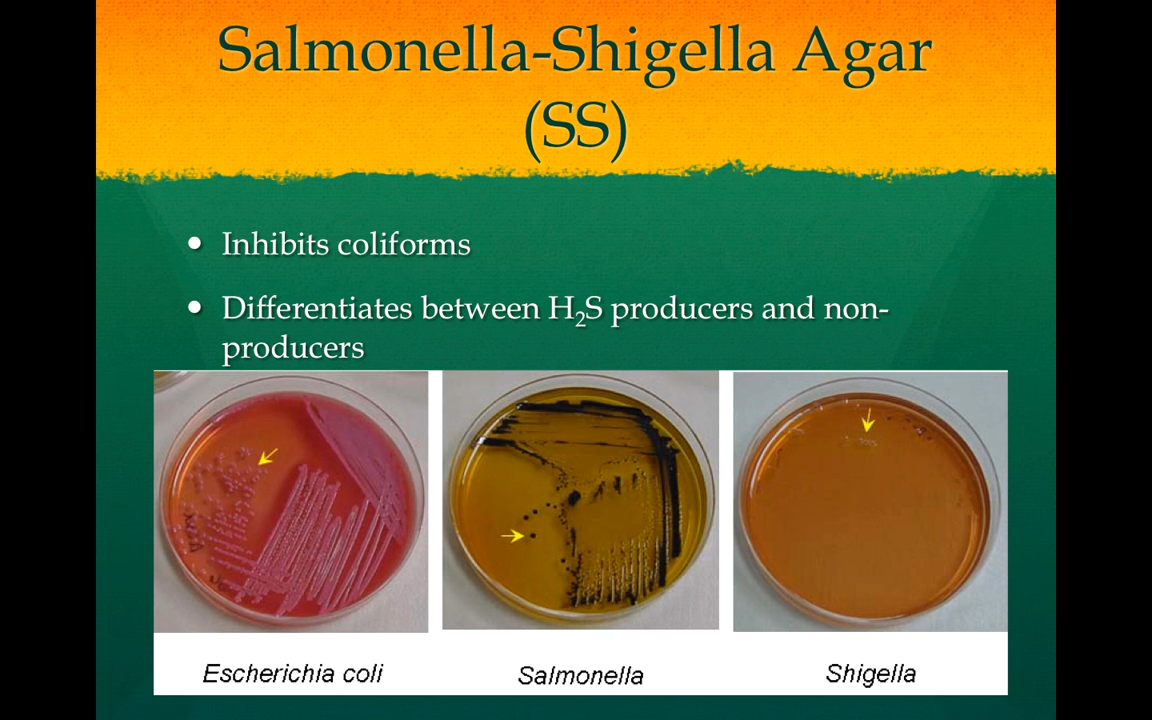 Salmonella-Shigella Agar
(SS)
• Inhibits coliforms
• Differentiates between H₂S producers and non-
producers
Escherichia coli
Salmonella
Shigella